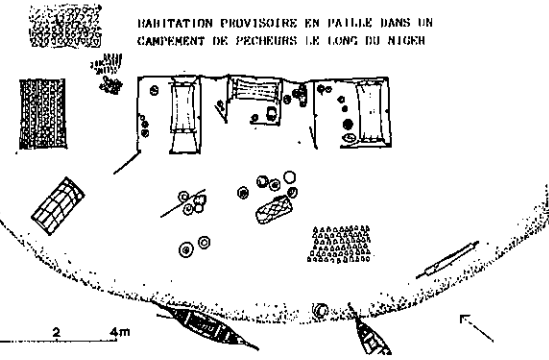 HABITATION PROVISOIRE EN PAILLE DANS UN
CAMPEMENT DE PECHEURS LE LONG DU NIGER
2 4m